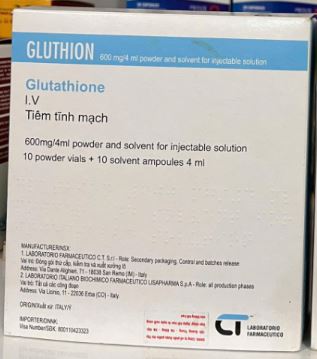 GLUTHION 600 mg/4 ml powder and solvent for injectable solution
Glutathione
I.V
Tiêm tĩnh mạch
600mg/4ml powder and solvent for injectable solution
10 powder vials + 10 solvent ampoules 4 ml
MANUFACTURER/NSX:
1. LABORATORIO FARMACEUTICO C.T. S.r.l - Role: Secondary packaging, Control and batches release
Vai trò: Đóng gói thứ cấp, kiểm tra và xuất xưởng lô
Address: Via Dante Alighieri, 71 - 18038 San Remo (IM) - Italy
2. LABORATORIO ITALIANO BIOCHIMICO FARMACEUTICO LISAPHARMA S.p.A - Role: all production phases
Vai trò: Tất cả các công đoạn
Address: Via Licinio, 11 - 22036 Erba (CO) - Italy
ORIGIN/Xuất xứ: ITALY/Ý
IMPORTER/DNNK:
Visa Number/SĐK: 800110423323
CT LABORATORIO
FARMACEUTICO